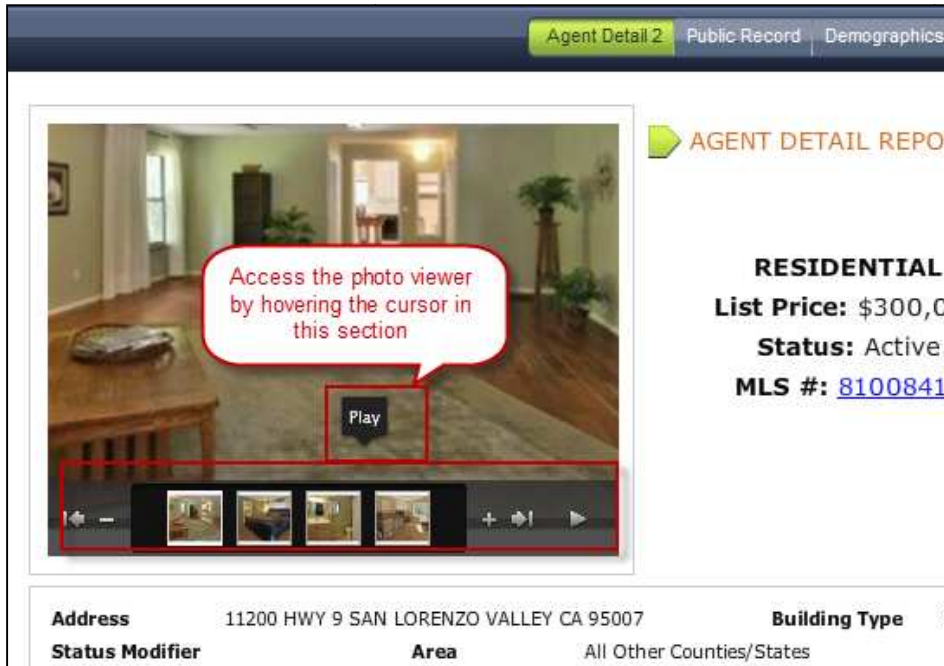 Agent Detail 2 Public Record Demographics
AGENT DETAIL REPO
RESIDENTIAL
List Price: $300,0
Status: Active
MLS #: 8100841
Access the photo viewer
by hovering the cursor in
this section
Play
Address 11200 HWY 9 SAN LORENZO VALLEY CA 95007 Building Type
Status Modifier Area All Other Counties/States